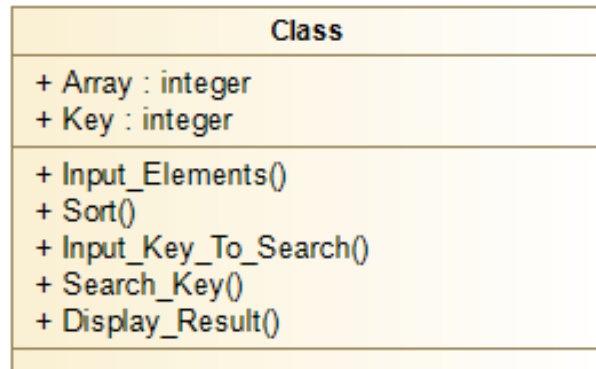 Class
+ Array : integer
+ Key : integer
+ Input_Elements()
+ Sort()
+ Input_Key_To_Search()
+ Search_Key()
+ Display_Result()